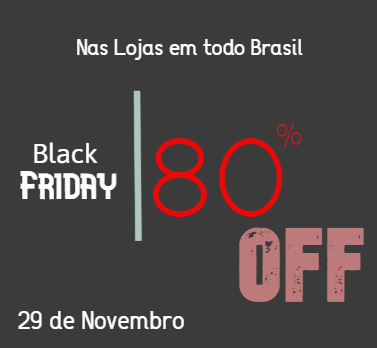 Nas Lojas em todo Brasil
Black
FRIDAY
80%
OFF
29 de Novembro